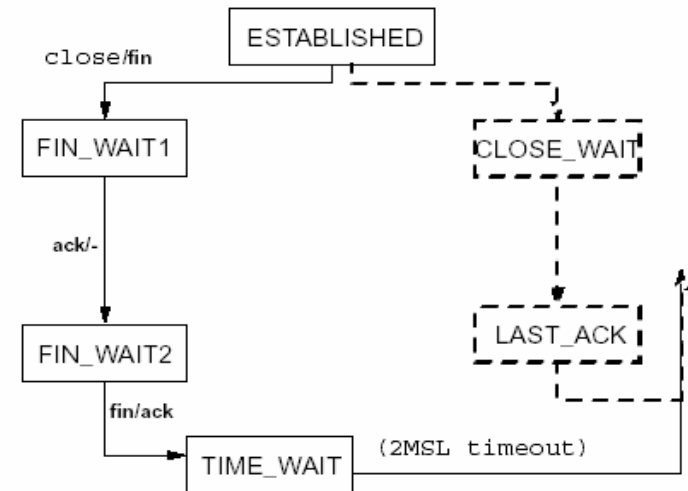 ESTABLISHED
close/fin
FIN_WAIT1
CLOSE_WAIT
ack/-
FIN_WAIT2
LAST_ACK
fin/ack
TIME_WAIT
(2MSL timeout)